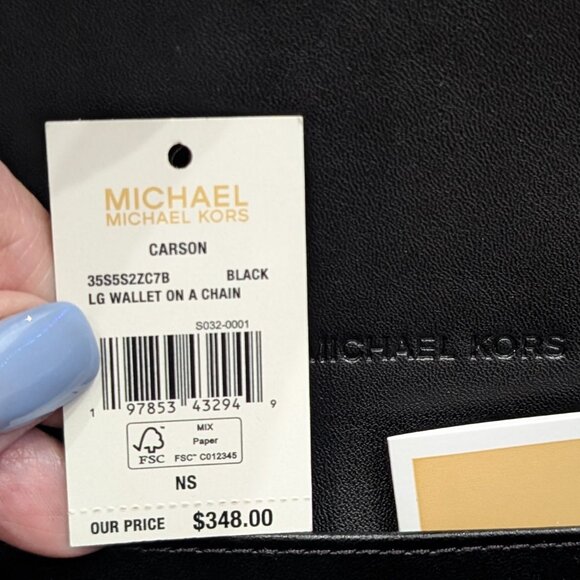 MICHAEL
MICHAEL KORS
CARSON
35S5S2ZC7B BLACK
LG WALLET ON A CHAIN
S032-0001
1 97853 43294 9
FSC
MIX
Paper
FSC™ C012345
NS
OUR PRICE $348.00
MICHAEL KORS